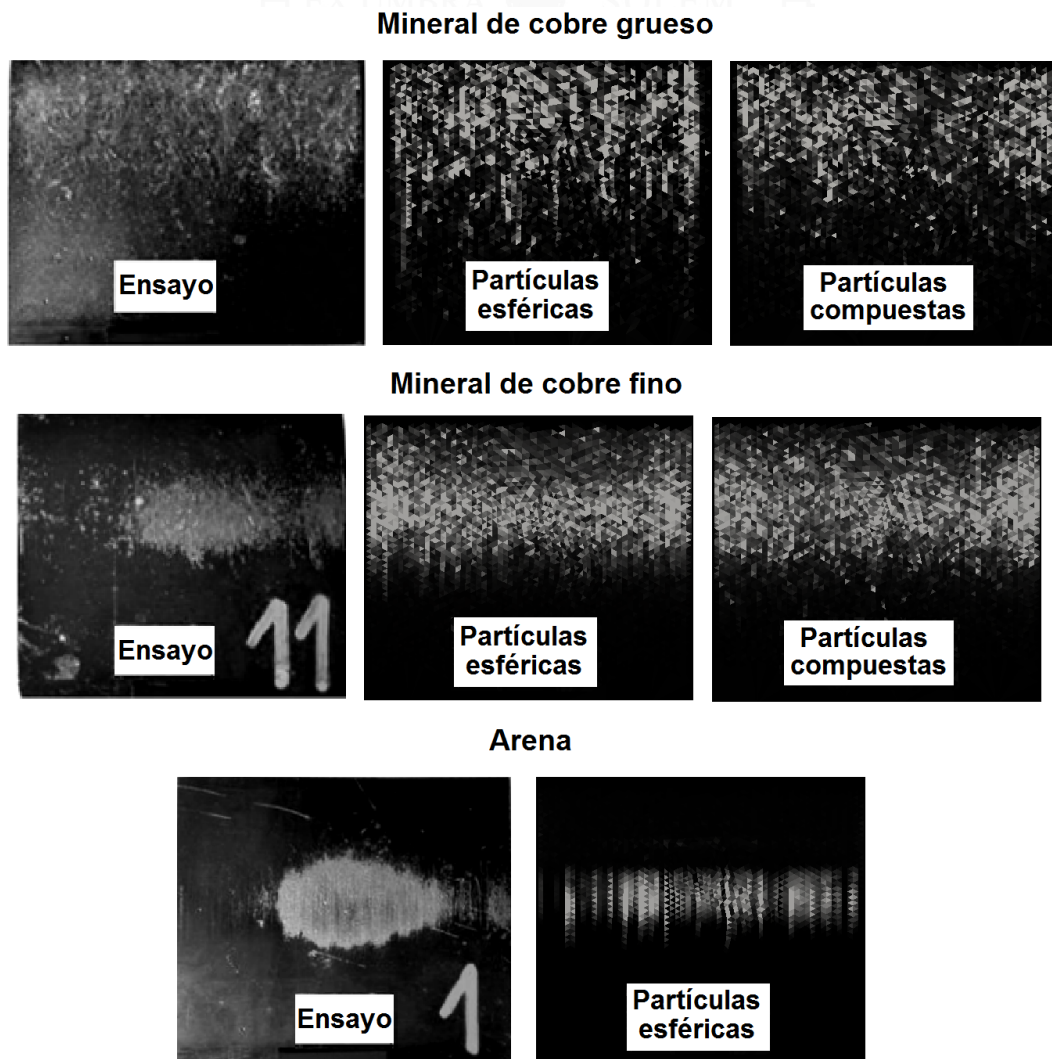 Mineral de cobre grueso
Ensayo
Partículas
esféricas
Partículas
compuestas
Mineral de cobre fino
Ensayo
11
Partículas
esféricas
Partículas
compuestas
Arena
Ensayo
1
Partículas
esféricas